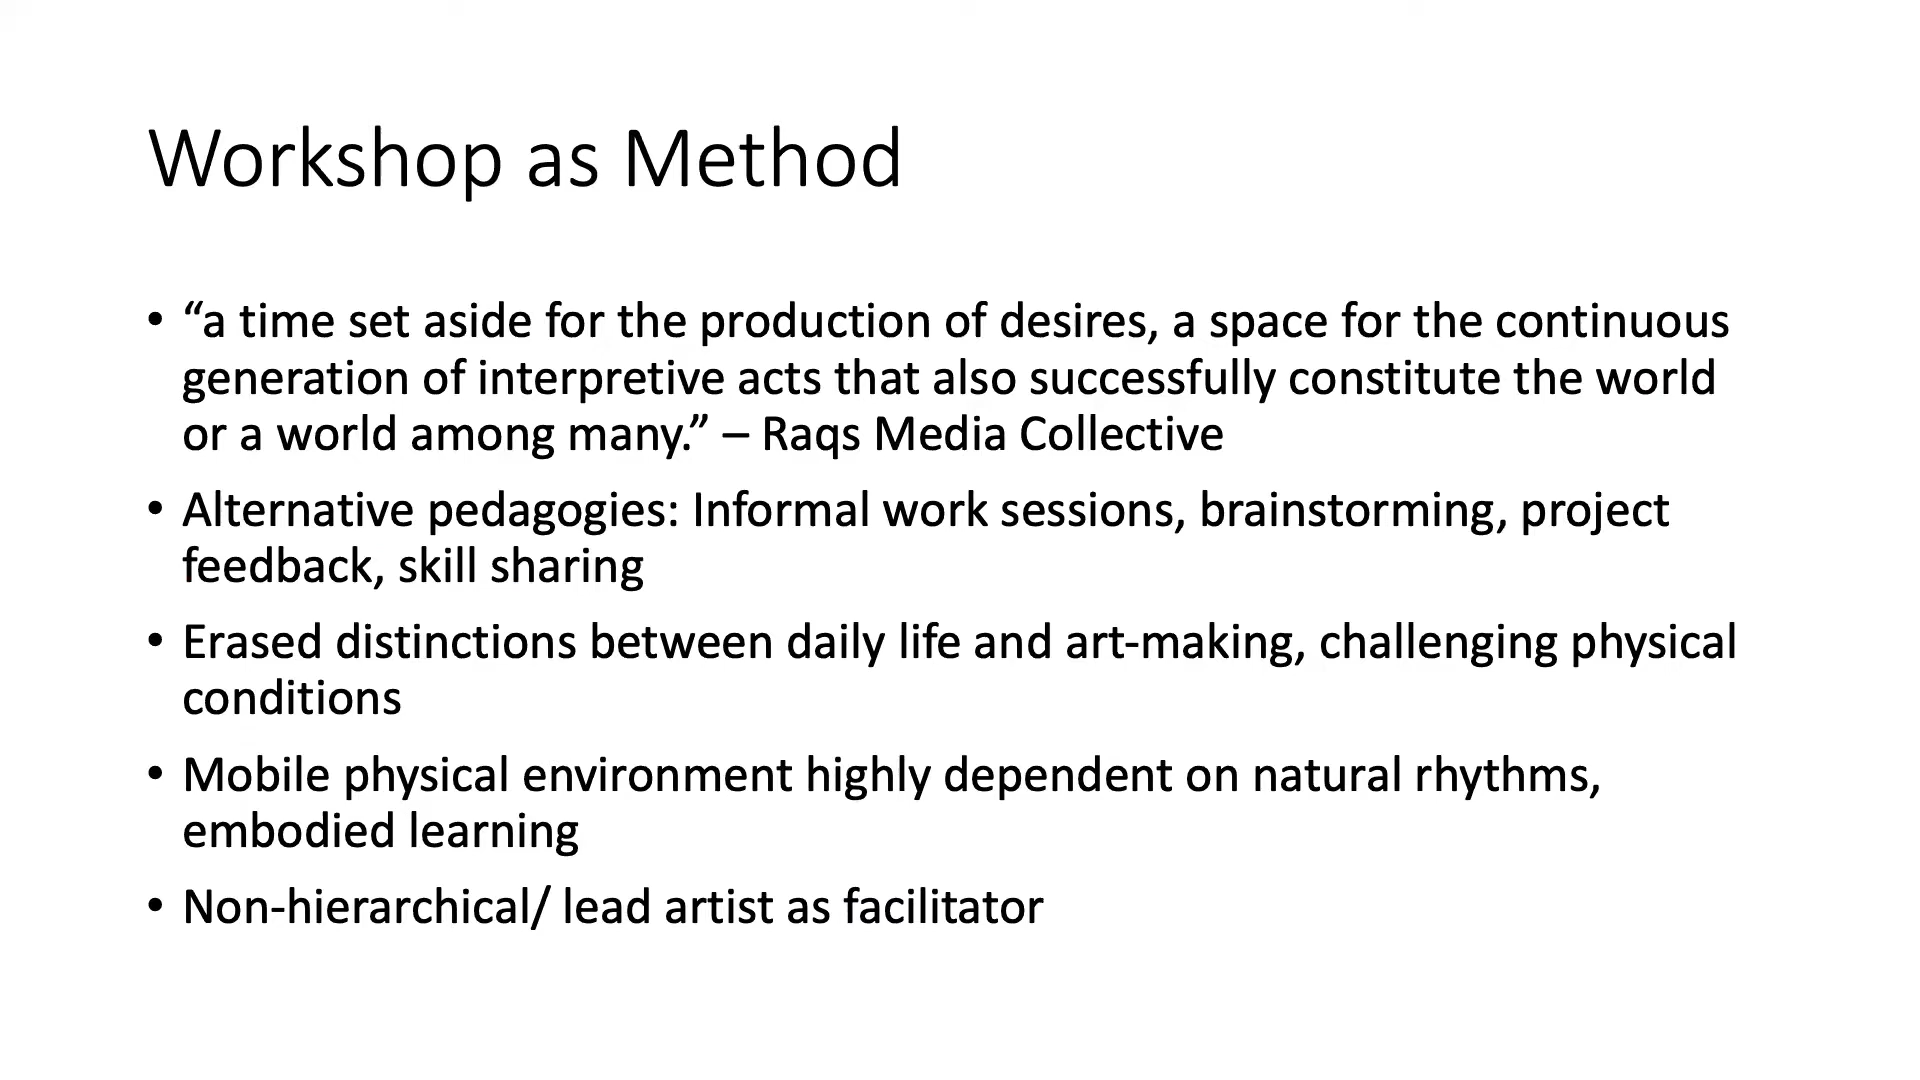 Workshop as Method
• “a time set aside for the production of desires, a space for the continuous
generation of interpretive acts that also successfully constitute the world
or a world among many.” – Raqs Media Collective
• Alternative pedagogies: Informal work sessions, brainstorming, project
feedback, skill sharing
• Erased distinctions between daily life and art-making, challenging physical
conditions
• Mobile physical environment highly dependent on natural rhythms,
embodied learning
• Non-hierarchical/ lead artist as facilitator